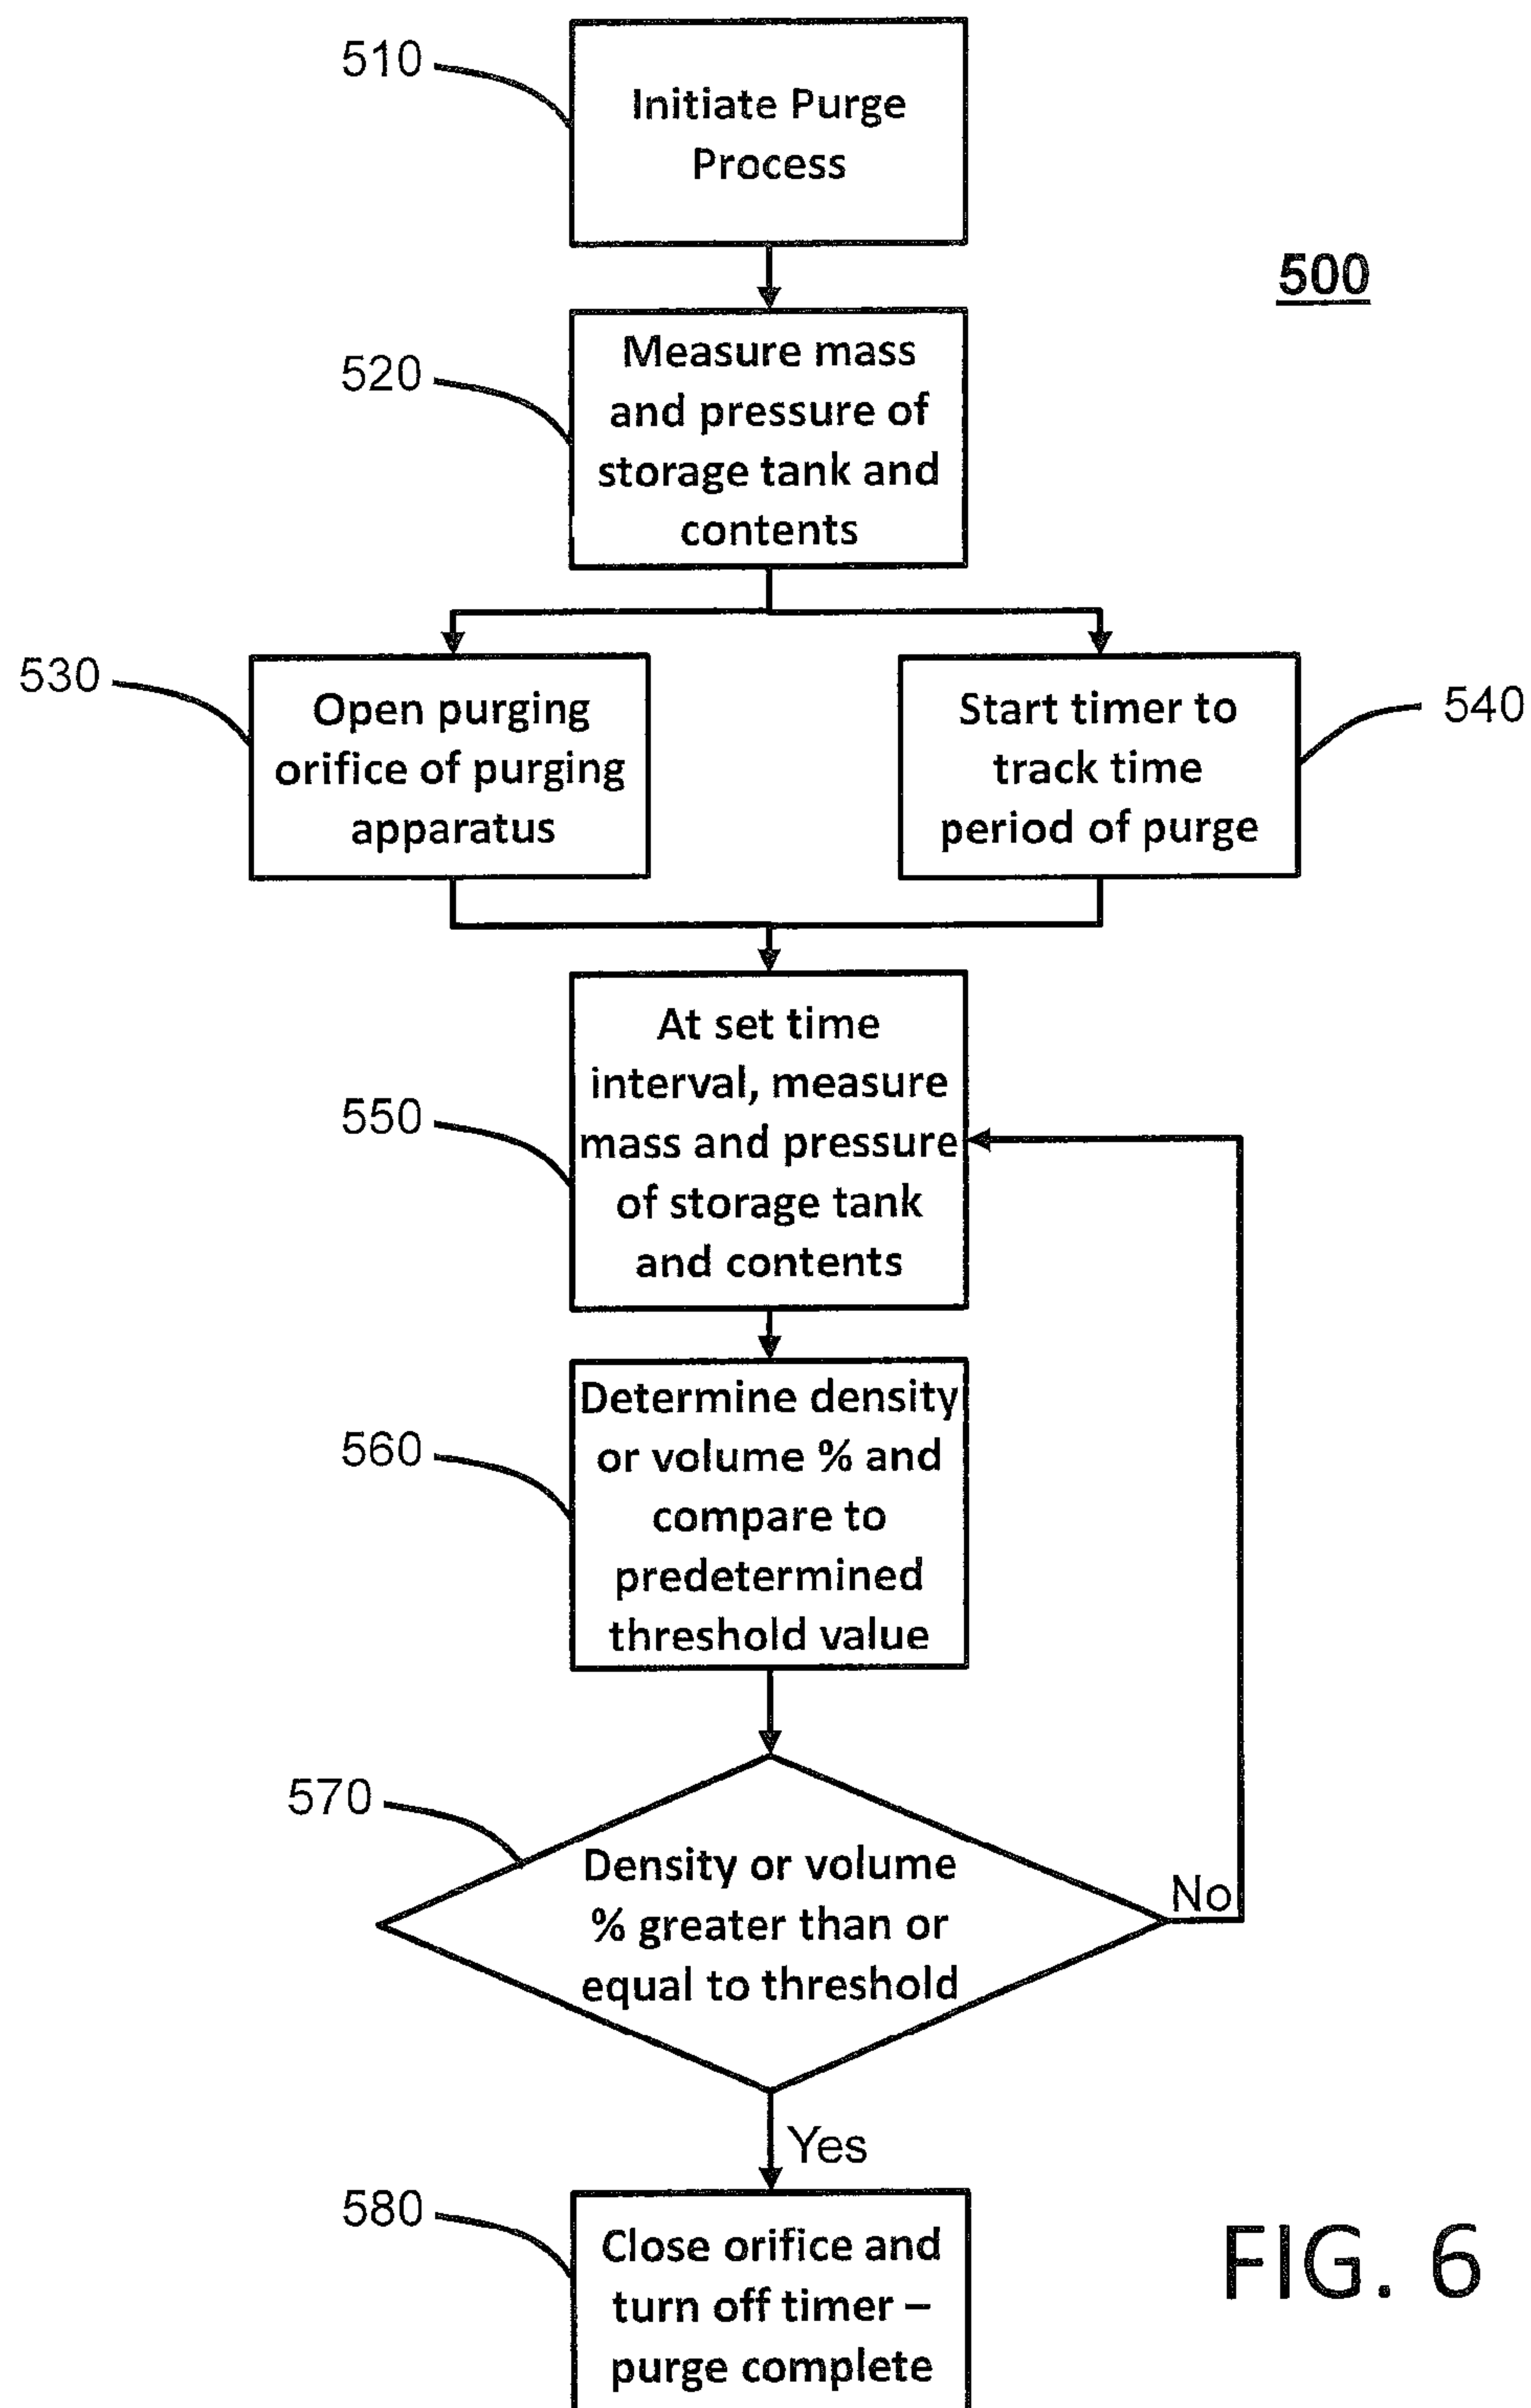 510
Initiate Purge
Process
500
520
Measure mass
and pressure of
storage tank and
contents
530
Open purging
orifice of purging
apparatus
Start timer to
track time
period of purge
540
550
At set time
interval, measure
mass and pressure
of storage tank
and contents
560
Determine density
or volume % and
compare to
predetermined
threshold value
570
Density or volume
% greater than or
equal to threshold
No
Yes
580
Close orifice and
turn off timer –
purge complete
FIG. 6